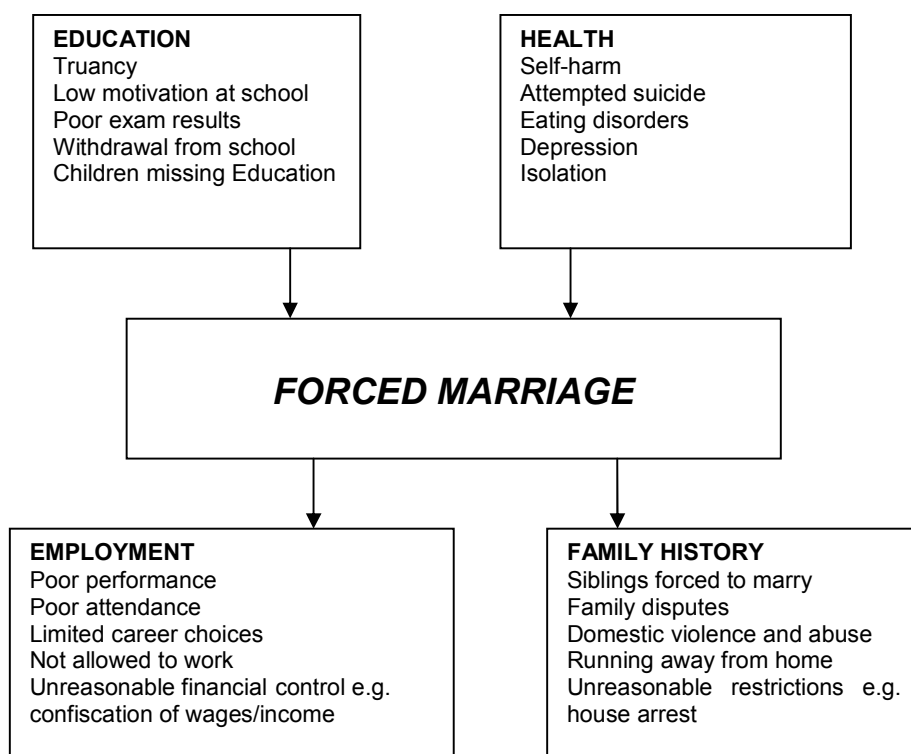 EDUCATION
Truancy
Low motivation at school
Poor exam results
Withdrawal from school
Children missing Education
HEALTH
Self-harm
Attempted suicide
Eating disorders
Depression
Isolation
FORCED MARRIAGE
EMPLOYMENT
Poor performance
Poor attendance
Limited career choices
Not allowed to work
Unreasonable financial control e.g.
confiscation of wages/income
FAMILY HISTORY
Siblings forced to marry
Family disputes
Domestic violence and abuse
Running away from home
Unreasonable restrictions e.g.
house arrest